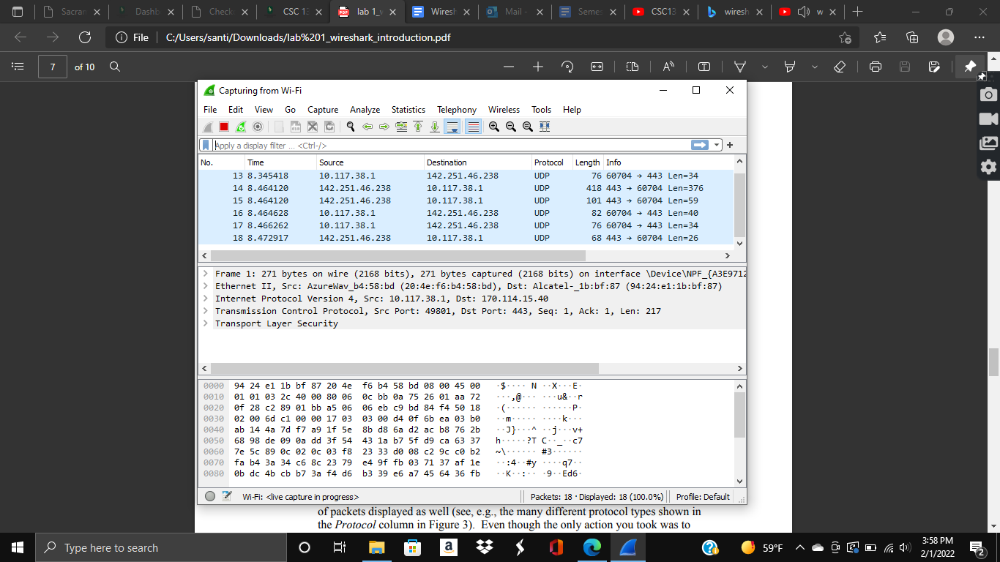 Sacran
Dashb
Checkr
CSC 13
lab 1_v
Wiresh
Mail -
Semes
CSC13
wiresh
w
File
C:/Users/santi/Downloads/lab%201_wireshark_introduction.pdf
7 of 10
Capturing from Wi-Fi
File Edit View Go Capture Analyze Statistics Telephony Wireless Tools Help
Apply a display filter ... <Ctrl-/>
No. Time Source Destination Protocol Length Info
13 8.345418 10.117.38.1 142.251.46.238 UDP 76 60704 → 443 Len=34
14 8.464120 142.251.46.238 10.117.38.1 UDP 418 443 → 60704 Len=376
15 8.464120 142.251.46.238 10.117.38.1 UDP 101 443 → 60704 Len=59
16 8.464628 10.117.38.1 142.251.46.238 UDP 82 60704 → 443 Len=40
17 8.466262 10.117.38.1 142.251.46.238 UDP 76 60704 → 443 Len=34
18 8.472917 142.251.46.238 10.117.38.1 UDP 68 443 → 60704 Len=26
Frame 1: 271 bytes on wire (2168 bits), 271 bytes captured (2168 bits) on interface \Device\NPF_{A3E9712
Ethernet II, Src: AzureWav_b4:58:bd (20:4e:f6:b4:58:bd), Dst: Alcatel-_1b:bf:87 (94:24:e1:1b:bf:87)
Internet Protocol Version 4, Src: 10.117.38.1, Dst: 170.114.15.40
Transmission Control Protocol, Src Port: 49801, Dst Port: 443, Seq: 1, Ack: 1, Len: 217
Transport Layer Security
0000 94 24 e1 1b bf 87 20 4e f6 b4 58 bd 08 00 45 00 ·$···· N ··X···E·
0010 01 01 03 2c 40 00 80 06 0c bb 0a 75 26 01 aa 72 ···,@··· ···u&··r
0020 0f 28 c2 89 01 bb a5 06 06 eb c9 bd 84 f4 50 18 ·(······ ······P·
0030 02 00 6d c1 00 00 17 03 03 00 d4 0f 6b ea 03 b0 ··m····· ····k···
0040 ab 14 4a 7d f7 a9 1f 5e 8b d8 6a d2 ac b8 76 2b ··J}···^ ··j···v+
0050 68 98 de 09 0a dd 3f 54 43 1a b7 5f d9 ca 63 37 h·····?T C··_··c7
0060 7e 5c 89 0c 02 0c 03 f8 23 33 d0 08 c2 9c c0 b2 ~\······ #3······
0070 fa b4 3a 34 c6 8c 23 79 e4 9f fb 03 71 37 af 1e ··:4··#y ····q7··
0080 0b dc 4b cb b7 3a f4 d6 b3 39 e6 a7 45 64 36 fb ··K··:·· ·9··Ed6·
Wi-Fi: <live capture in progress>
Packets: 18 · Displayed: 18 (100.0%)
Profile: Default
of packets displayed as well (see, e.g., the many different protocol types shown in
the Protocol column in Figure 3). Even though the only action you took was to
Type here to search
59°F
3:58 PM
2/1/2022
2